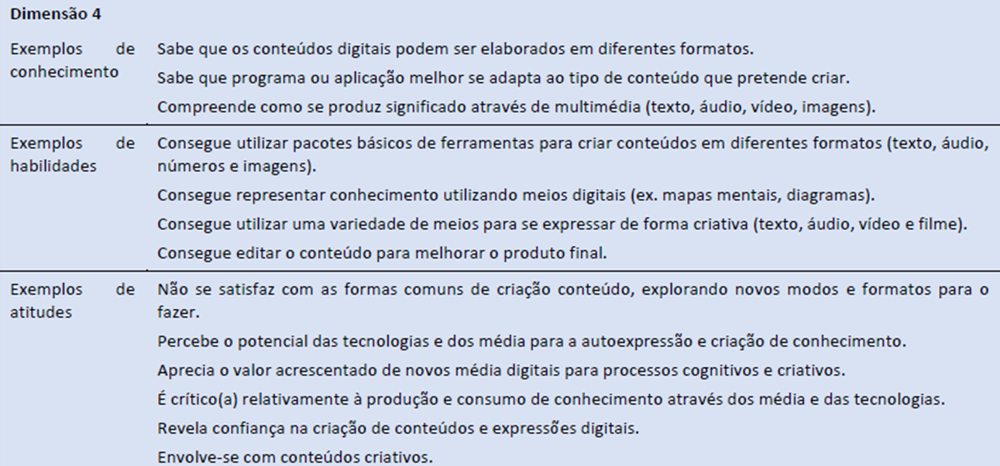 Dimensão 4
Exemplos de conhecimento
Sabe que os conteúdos digitais podem ser elaborados em diferentes formatos.
Sabe que programa ou aplicação melhor se adapta ao tipo de conteúdo que pretende criar.
Compreende como se produz significado através de multimédia (texto, áudio, vídeo, imagens).
Exemplos de habilidades
Consegue utilizar pacotes básicos de ferramentas para criar conteúdos em diferentes formatos (texto, áudio,
números e imagens).
Consegue representar conhecimento utilizando meios digitais (ex. mapas mentais, diagramas).
Consegue utilizar uma variedade de meios para se expressar de forma criativa (texto, áudio, vídeo e filme).
Consegue editar o conteúdo para melhorar o produto final.
Exemplos de atitudes
Não se satisfaz com as formas comuns de criação conteúdo, explorando novos modos e formatos para o
fazer.
Percebe o potencial das tecnologias e dos média para a autoexpressão e criação de conhecimento.
Aprecia o valor acrescentado de novos média digitais para processos cognitivos e criativos.
É crítico(a) relativamente à produção e consumo de conhecimento através dos média e das tecnologias.
Revela confiança na criação de conteúdos e expressões digitais.
Envolve-se com conteúdos criativos.